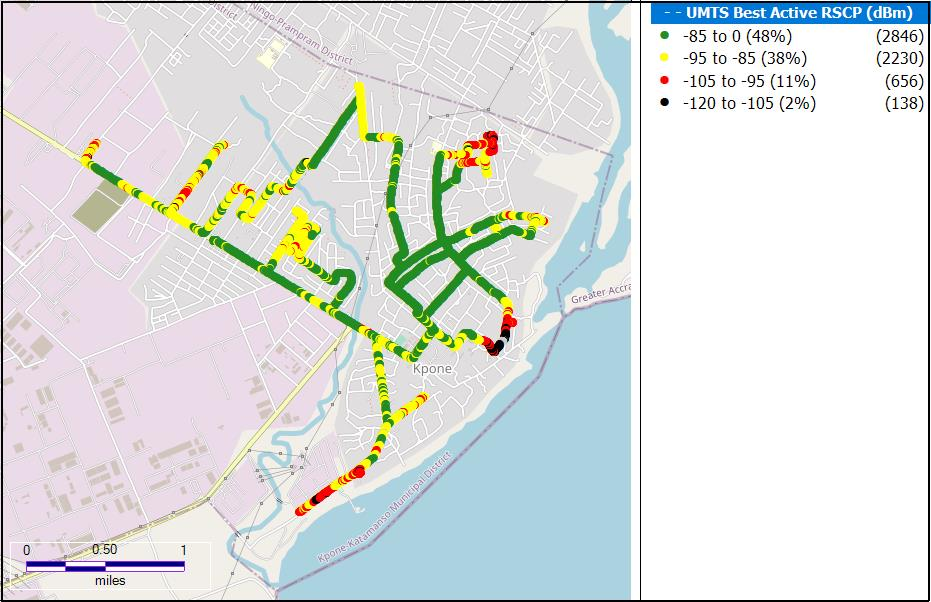 District
Ningo-Prampram District
Greater Accra
Kpone
Kpone-Katamanso Municipal District
0 0.50 1
miles
-- UMTS Best Active RSCP (dBm)
-85 to 0 (48%) (2846)
-95 to -85 (38%) (2230)
-105 to -95 (11%) (656)
-120 to -105 (2%) (138)